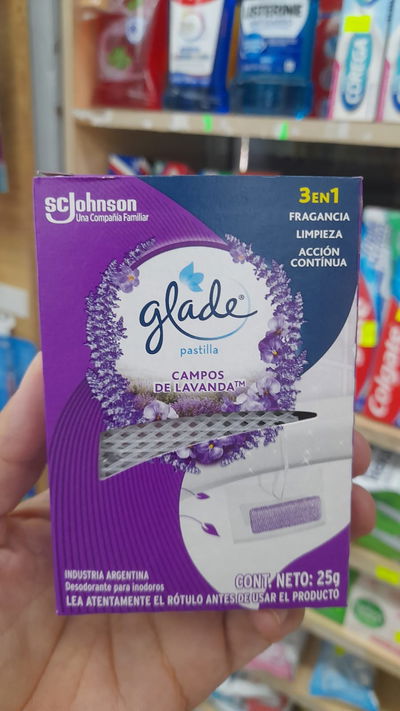 LISTERINE
COREGA
SCJohnson
Una Compañía Familiar
3EN1
FRAGANCIA
LIMPIEZA
ACCIÓN
CONTÍNUA
glade®
pastilla
CAMPOS
DE LAVANDA™
Colgate
INDUSTRIA ARGENTINA
Desodorante para inodoros
CONT. NETO: 25g
LEA ATENTAMENTE EL RÓTULO ANTES DE USAR EL PRODUCTO